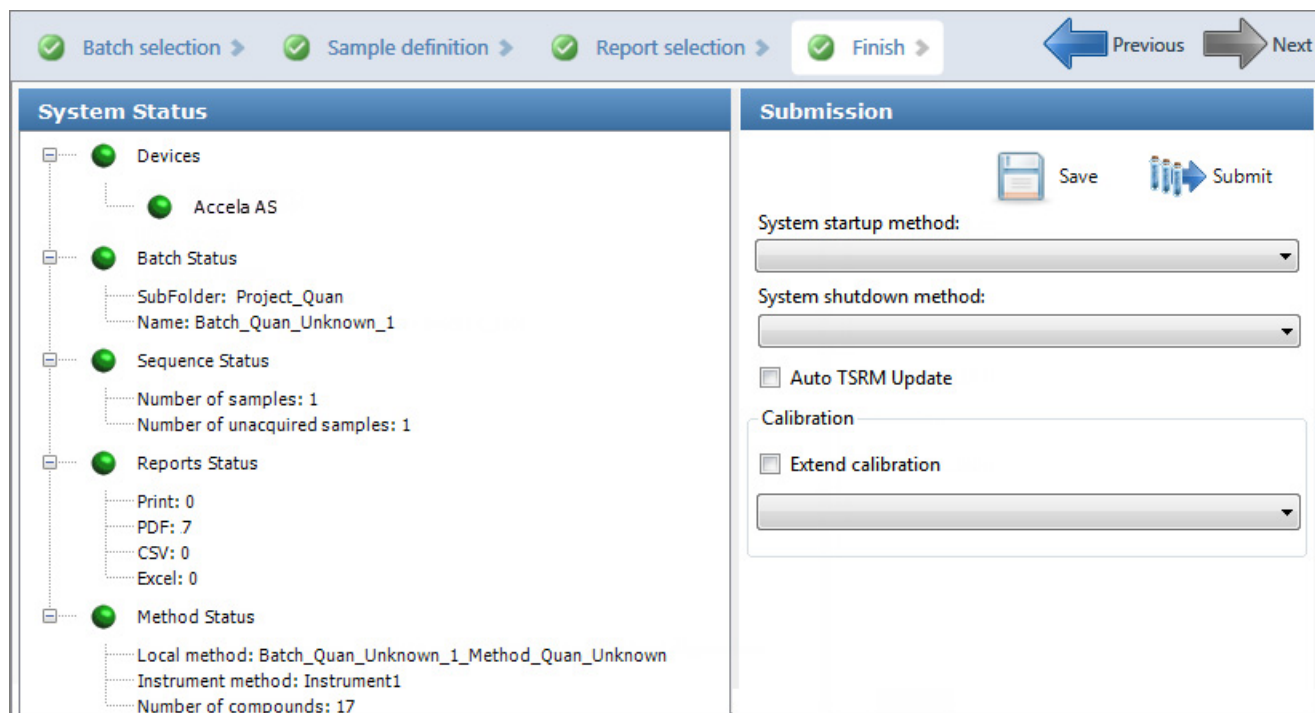 Batch selection
Sample definition
Report selection
Finish
Previous
Next
System Status
Devices
Accela AS
Batch Status
SubFolder: Project_Quan
Name: Batch_Quan_Unknown_1
Sequence Status
Number of samples: 1
Number of unacquired samples: 1
Reports Status
Print: 0
PDF: 7
CSV: 0
Excel: 0
Method Status
Local method: Batch_Quan_Unknown_1_Method_Quan_Unknown
Instrument method: Instrument1
Number of compounds: 17
Submission
Save
Submit
System startup method:
System shutdown method:
Auto TSRM Update
Calibration
Extend calibration